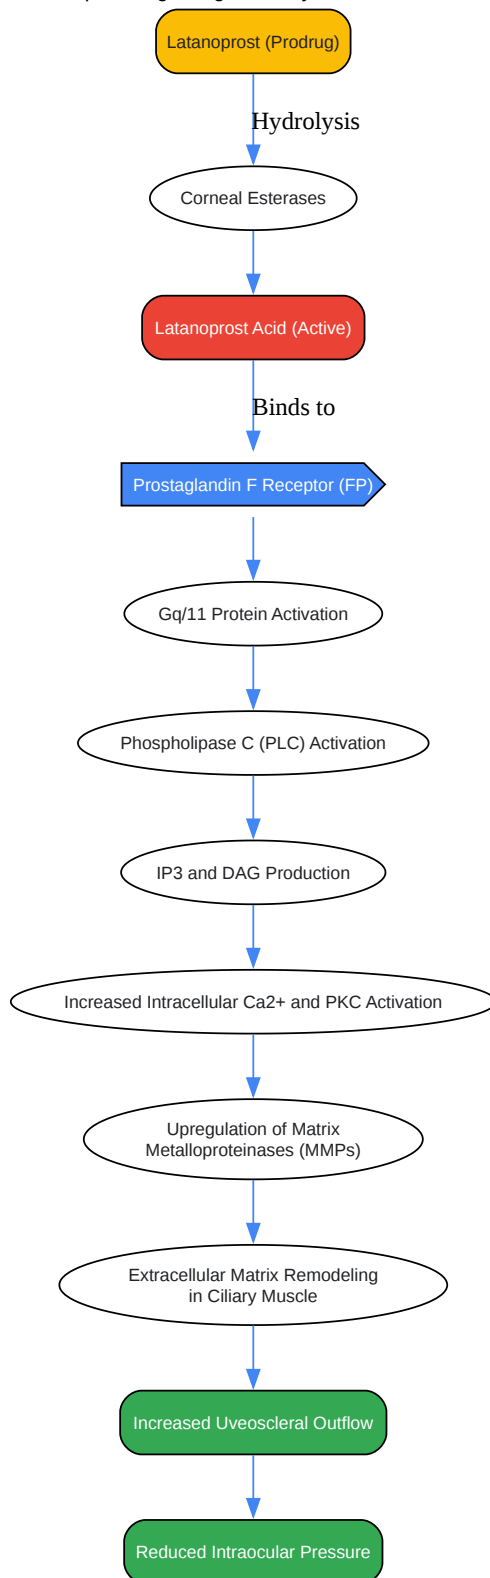 Latanoprost (Prodrug)
Hydrolysis
Corneal Esterases
Latanoprost Acid (Active)
Binds to
Prostaglandin F Receptor (FP)
Gq/11 Protein Activation
Phospholipase C (PLC) Activation
IP3 and DAG Production
Increased Intracellular Ca2+ and PKC Activation
Upregulation of Matrix
Metalloproteinases (MMPs)
Extracellular Matrix Remodeling
in Ciliary Muscle
Increased Uveoscleral Outflow
Reduced Intraocular Pressure